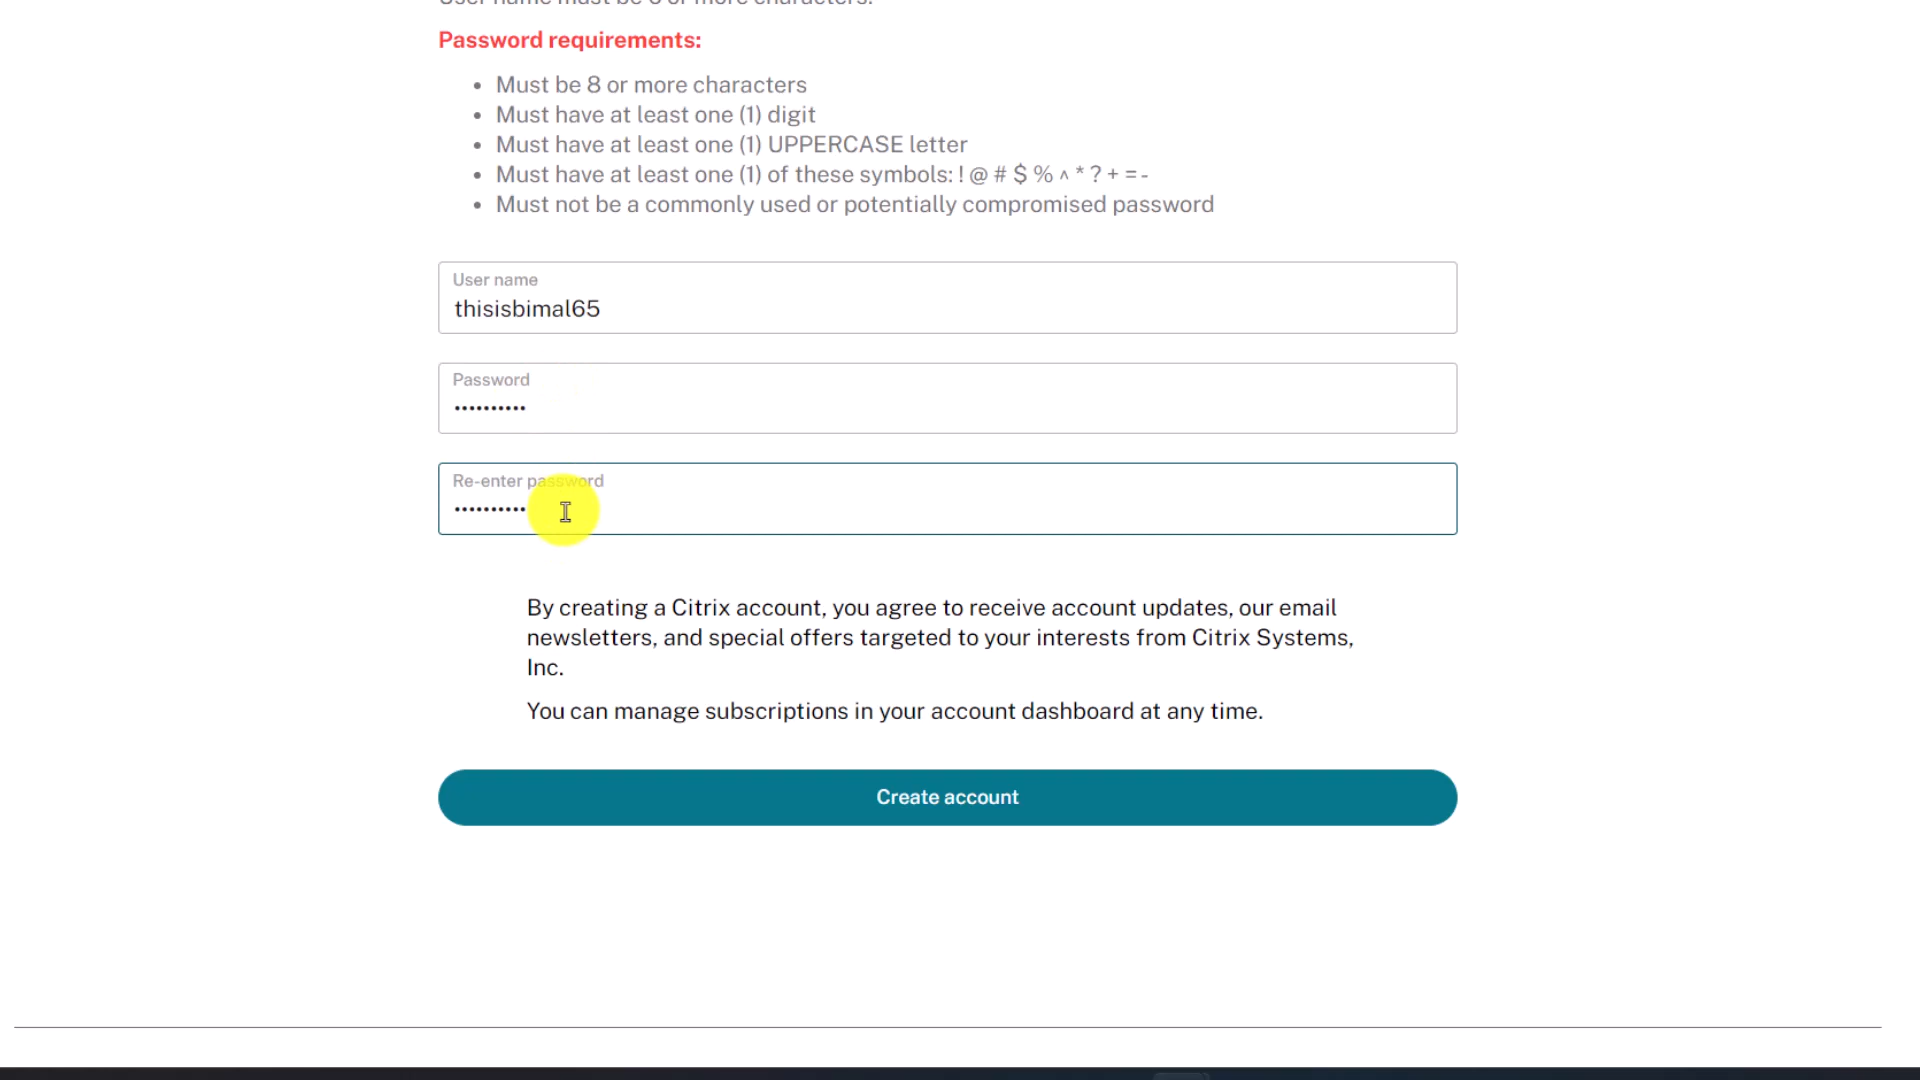 User name must be 6 or more characters.
Password requirements:
• Must be 8 or more characters
• Must have at least one (1) digit
• Must have at least one (1) UPPERCASE letter
• Must have at least one (1) of these symbols: ! @ # $ % ^ * ? + = -
• Must not be a commonly used or potentially compromised password
User name
thisisbimal65
Password
••••••••••
Re-enter password
••••••••••
By creating a Citrix account, you agree to receive account updates, our email
newsletters, and special offers targeted to your interests from Citrix Systems,
Inc.
You can manage subscriptions in your account dashboard at any time.
Create account